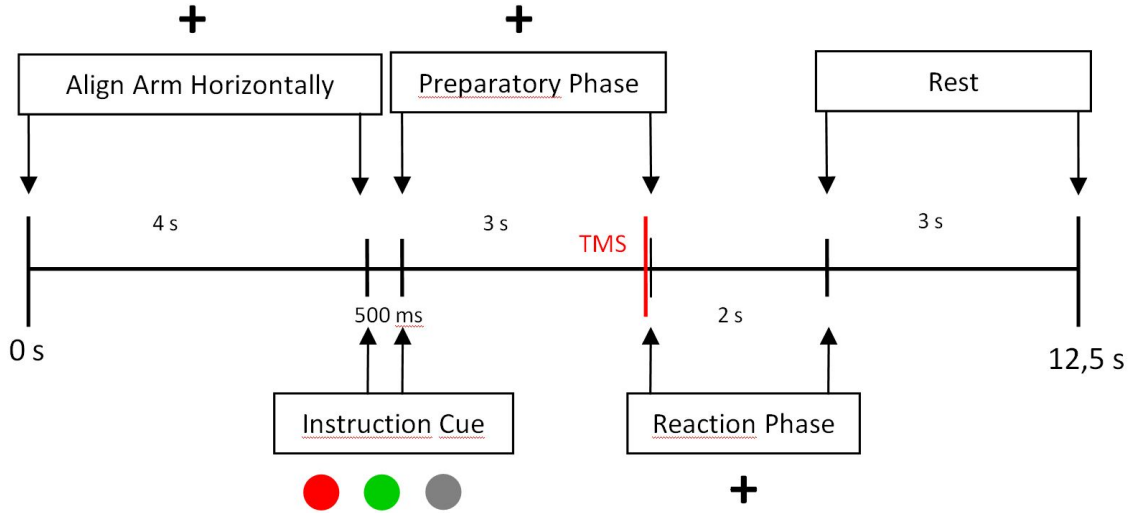 Align Arm Horizontally
Preparatory Phase
Rest
4 s
3 s
3 s
TMS
500 ms
2 s
0 s
12,5 s
Instruction Cue
Reaction Phase